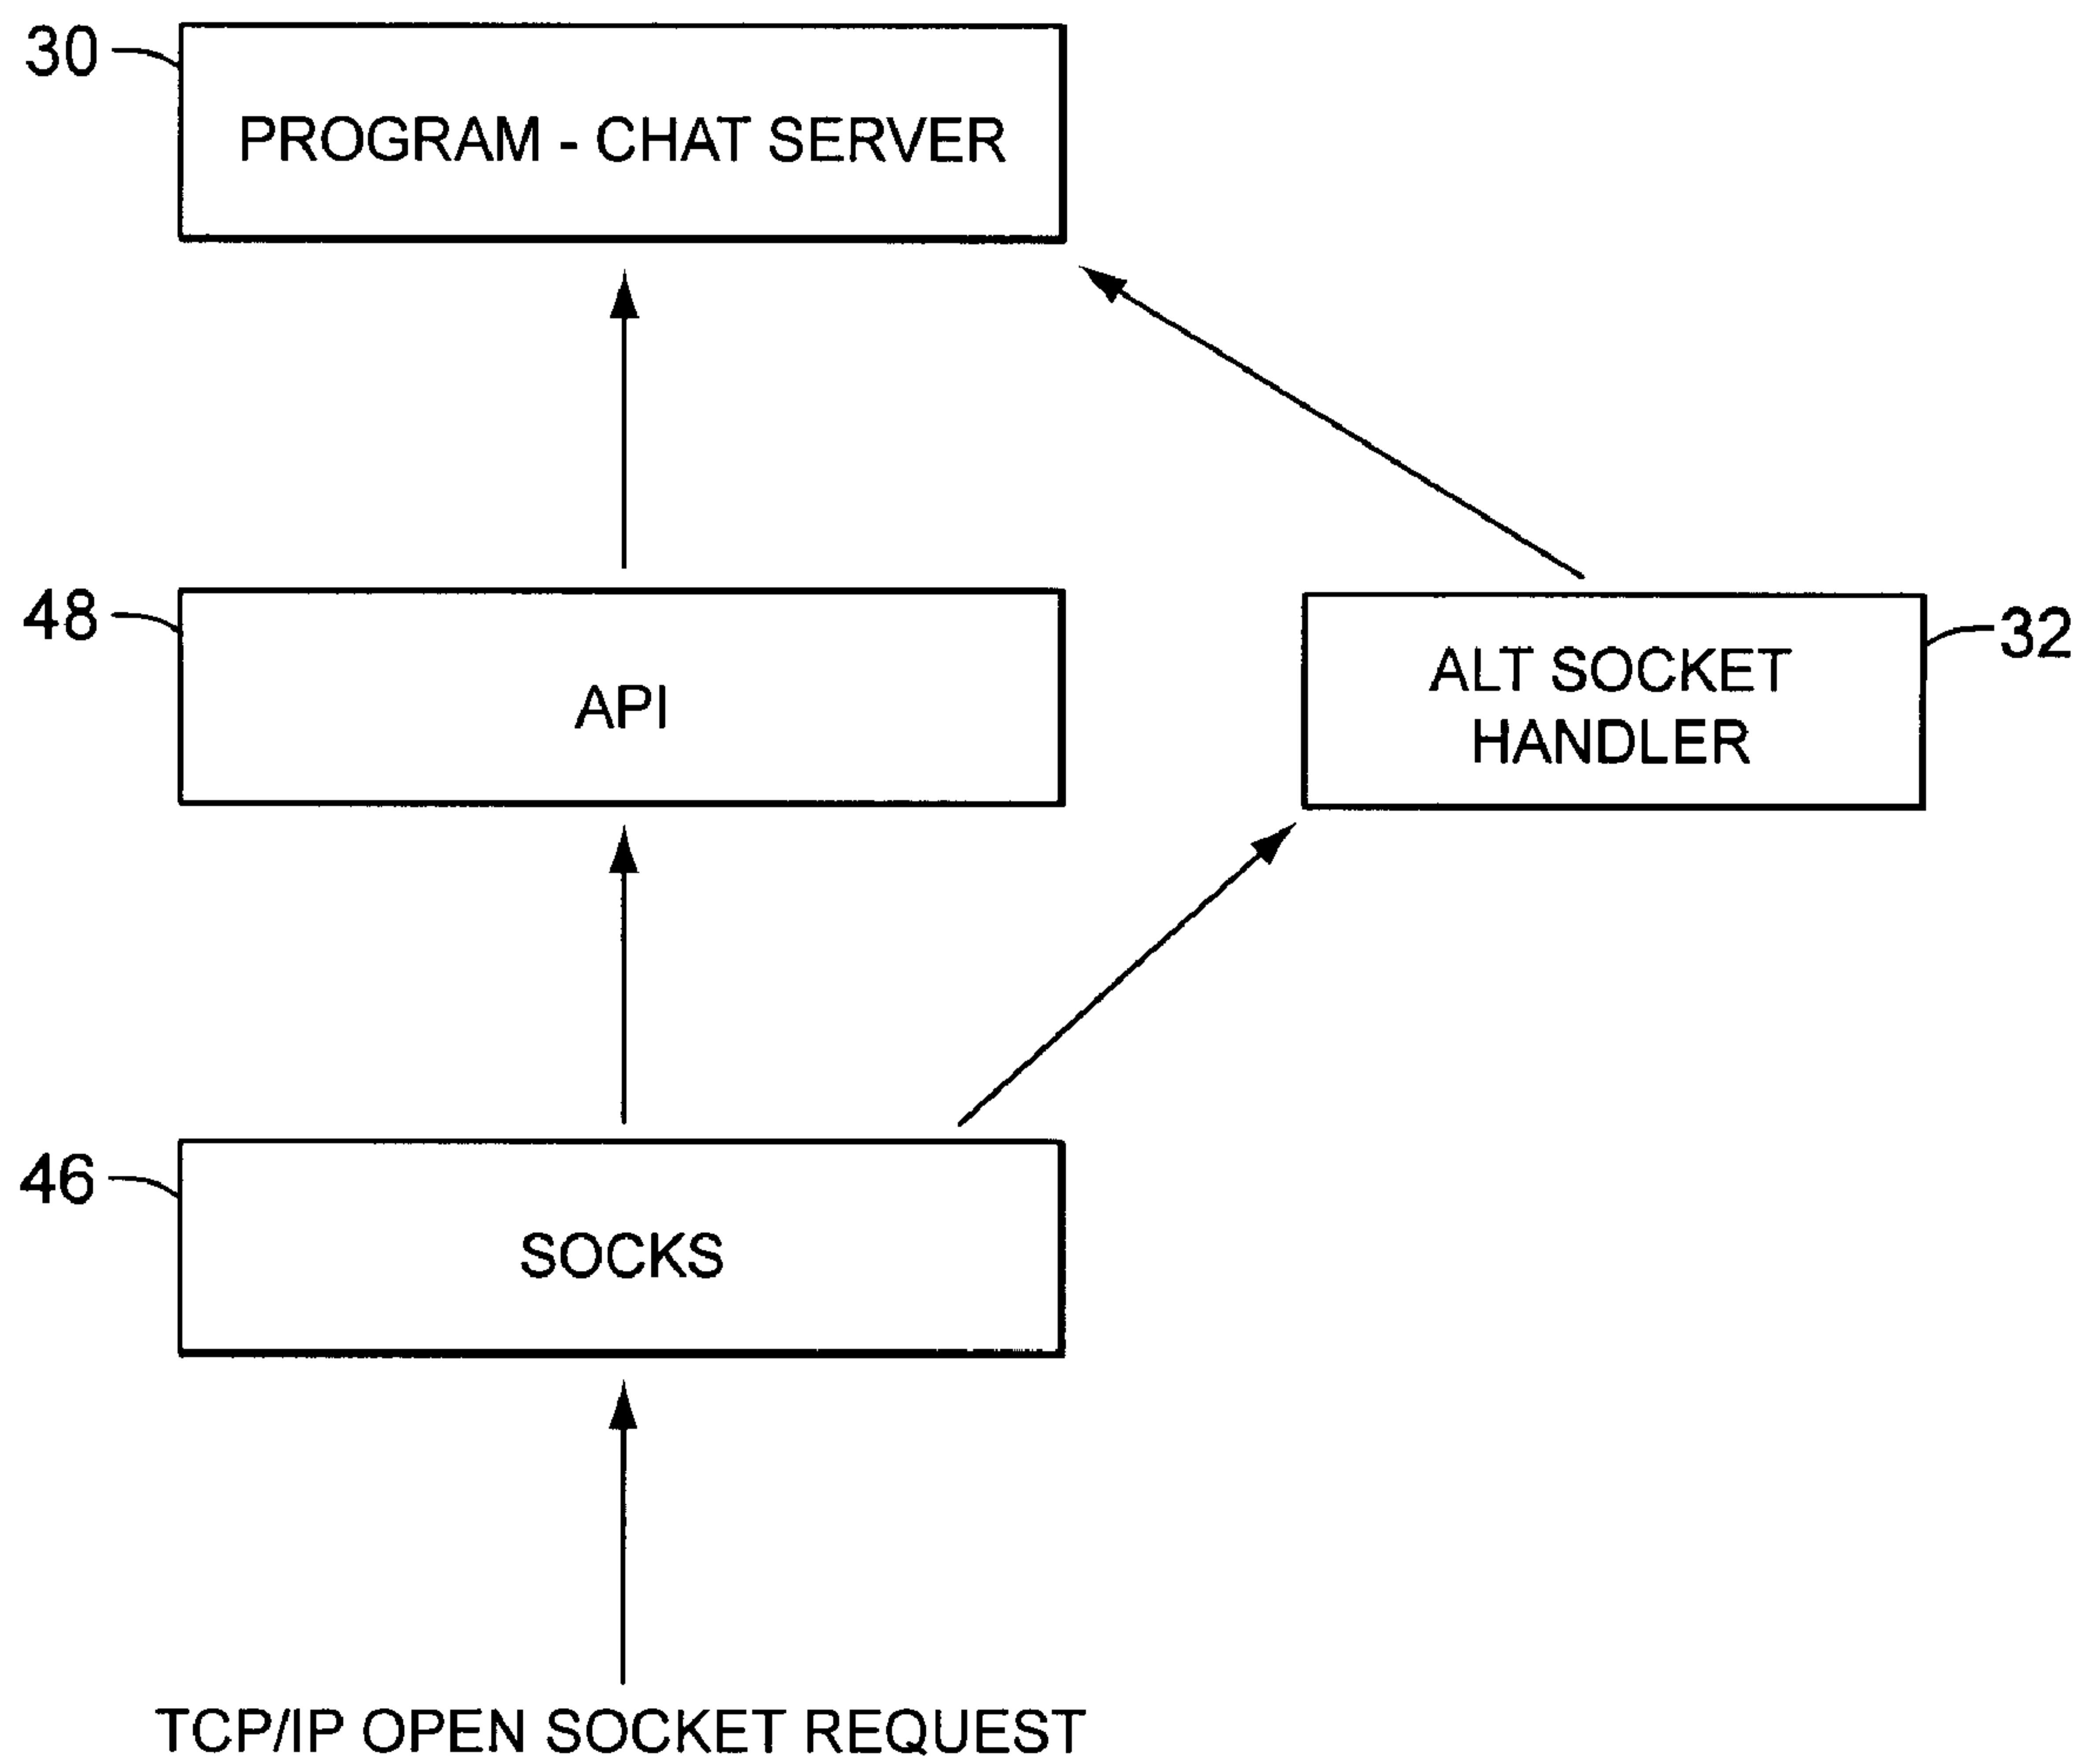 30
PROGRAM - CHAT SERVER
48
API
ALT SOCKET
HANDLER
32
46
SOCKS
TCP/IP OPEN SOCKET REQUEST